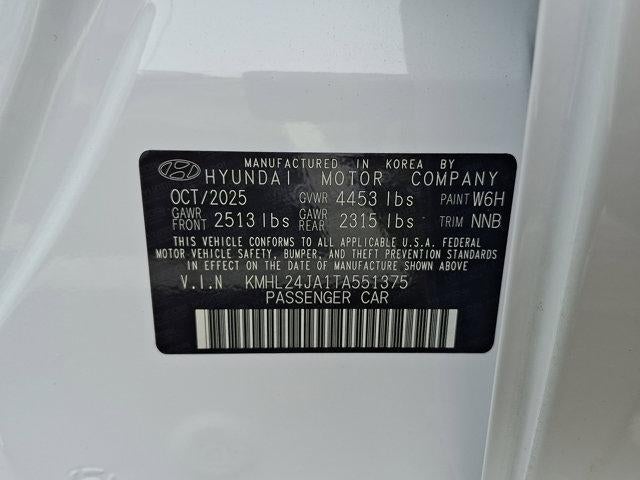 MANUFACTURED IN KOREA BY
HYUNDAI MOTOR COMPANY
OCT/2025 GVWR 4453 lbs PAINT W6H
GAWR FRONT 2513 lbs GAWR REAR 2315 lbs TRIM NNB
THIS VEHICLE CONFORMS TO ALL APPLICABLE U.S.A. FEDERAL
MOTOR VEHICLE SAFETY, BUMPER, AND THEFT PREVENTION STANDARDS
IN EFFECT ON THE DATE OF MANUFACTURE SHOWN ABOVE.
V.I.N KMHL24JA1TA551375
PASSENGER CAR